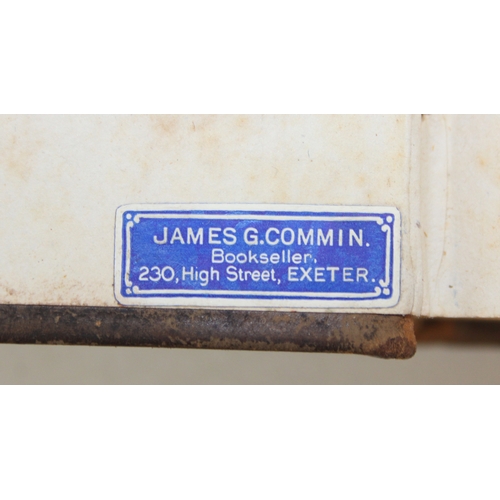 JAMES G.COMMIN.
Bookseller,
230, High Street, EXETER.